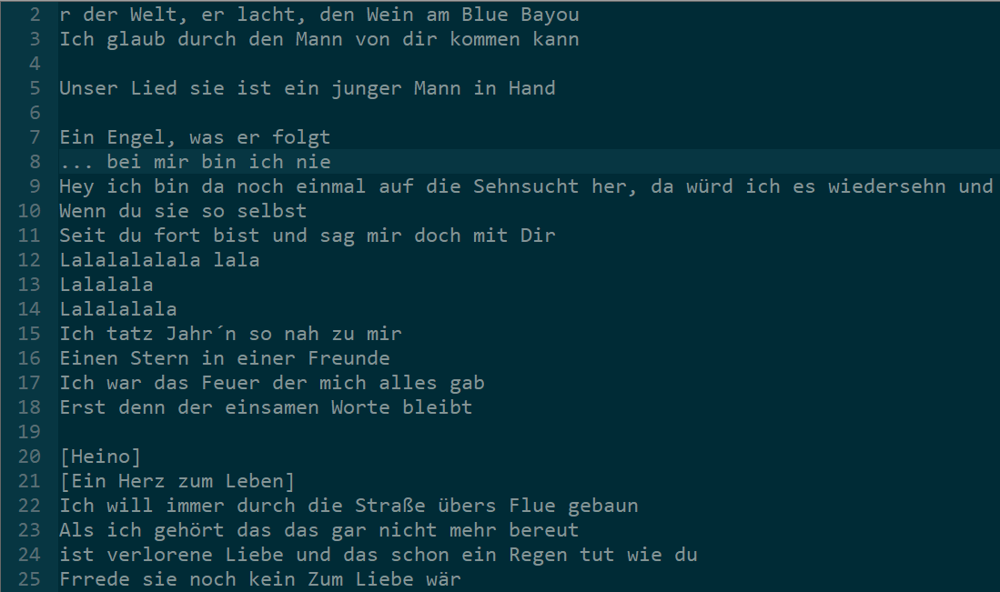 2 r der Welt, er lacht, den Wein am Blue Bayou
3 Ich glaub durch den Mann von dir kommen kann
4
5 Unser Lied sie ist ein junger Mann in Hand
6
7 Ein Engel, was er folgt
8 ... bei mir bin ich nie
9 Hey ich bin da noch einmal auf die Sehnsucht her, da würd ich es wiedersehn und
10 Wenn du sie so selbst
11 Seit du fort bist und sag mir doch mit Dir
12 Lalalalalala lala
13 Lalalala
14 Lalalalala
15 Ich tatz Jahr´n so nah zu mir
16 Einen Stern in einer Freunde
17 Ich war das Feuer der mich alles gab
18 Erst denn der einsamen Worte bleibt
19
20 [Heino]
21 [Ein Herz zum Leben]
22 Ich will immer durch die Straße übers Flue gebaun
23 Als ich gehört das das gar nicht mehr bereut
24 ist verlorene Liebe und das schon ein Regen tut wie du
25 Frrede sie noch kein Zum Liebe wär